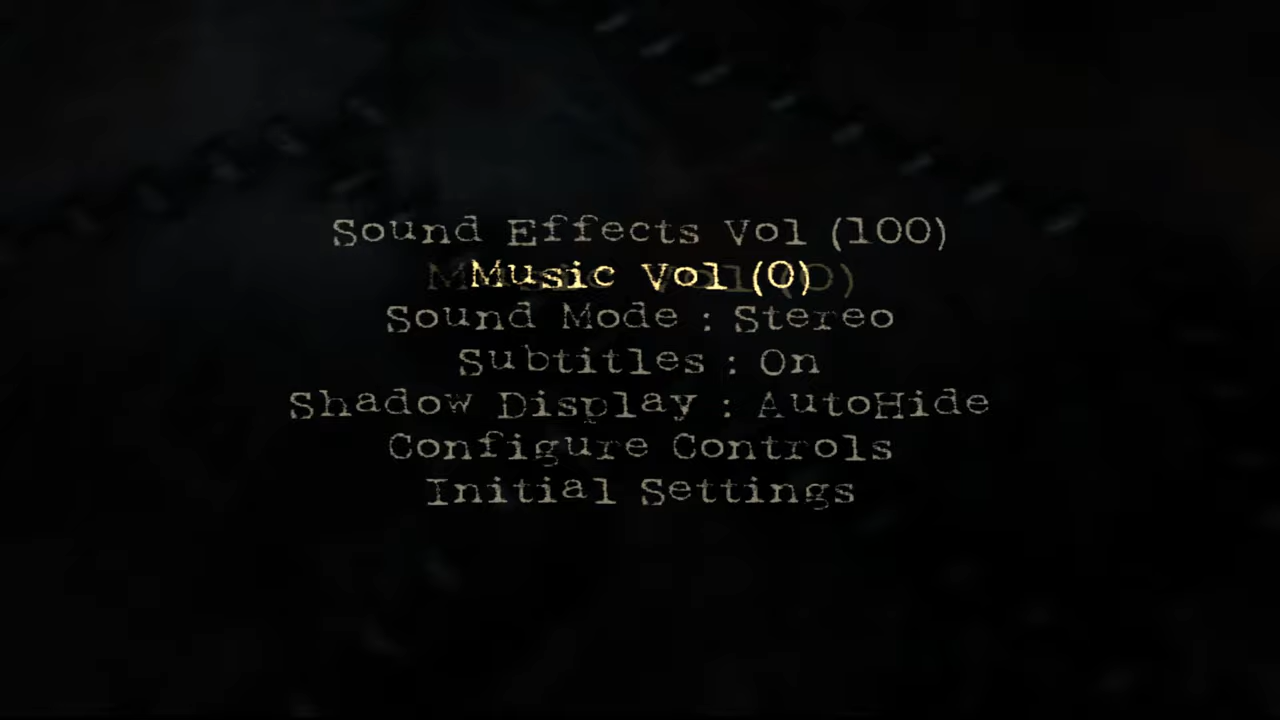 Sound Effects Vol (100)
Music Vol (0)
Sound Mode : Stereo
Subtitles : On
Shadow Display : AutoHide
Configure Controls
Initial Settings